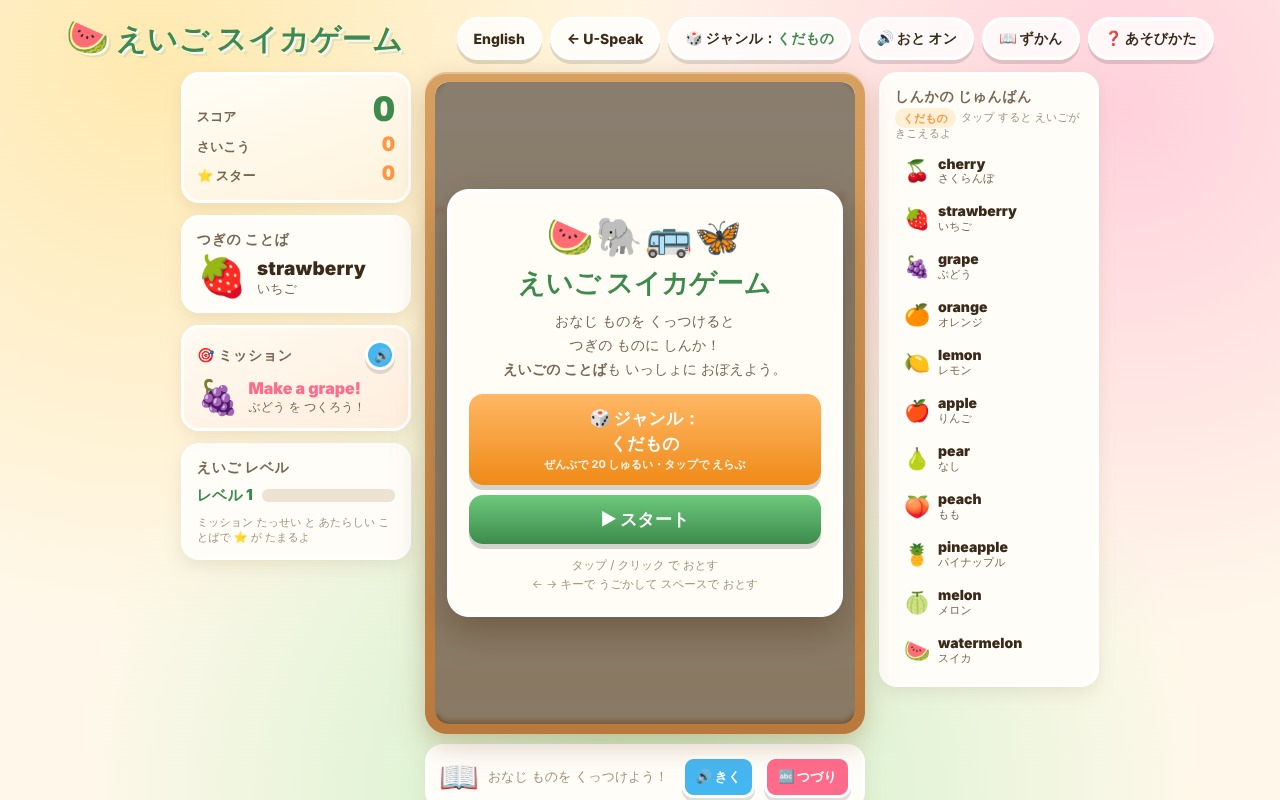 えいご スイカゲーム
English
← U-Speak
ジャンル：くだもの
おと オン
ずかん
❓ あそびかた
スコア 0
さいこう 0
⭐ スター 0
つぎの ことば
strawberry
いちご
ミッション
Make a grape!
ぶどう を つくろう！
えいご レベル
レベル 1
ミッション たっせい と あたらしい こ
とばで ⭐ が たまるよ
えいご スイカゲーム
おなじ ものを くっつけると
つぎの ものに しんか！
えいごの ことばも いっしょに おぼえよう。
ジャンル：
くだもの
ぜんぶで 20 しゅるい・タップで えらぶ
▶ スタート
タップ / クリック で おとす
← → キーで うごかして スペースで おとす
おなじ ものを くっつけよう！
きく
abc つづり
しんかの じゅんばん
くだもの タップ すると えいごが
きこえるよ
cherry
さくらんぼ
strawberry
いちご
grape
ぶどう
orange
オレンジ
lemon
レモン
apple
りんご
pear
なし
peach
もも
pineapple
パイナップル
melon
メロン
watermelon
スイカ